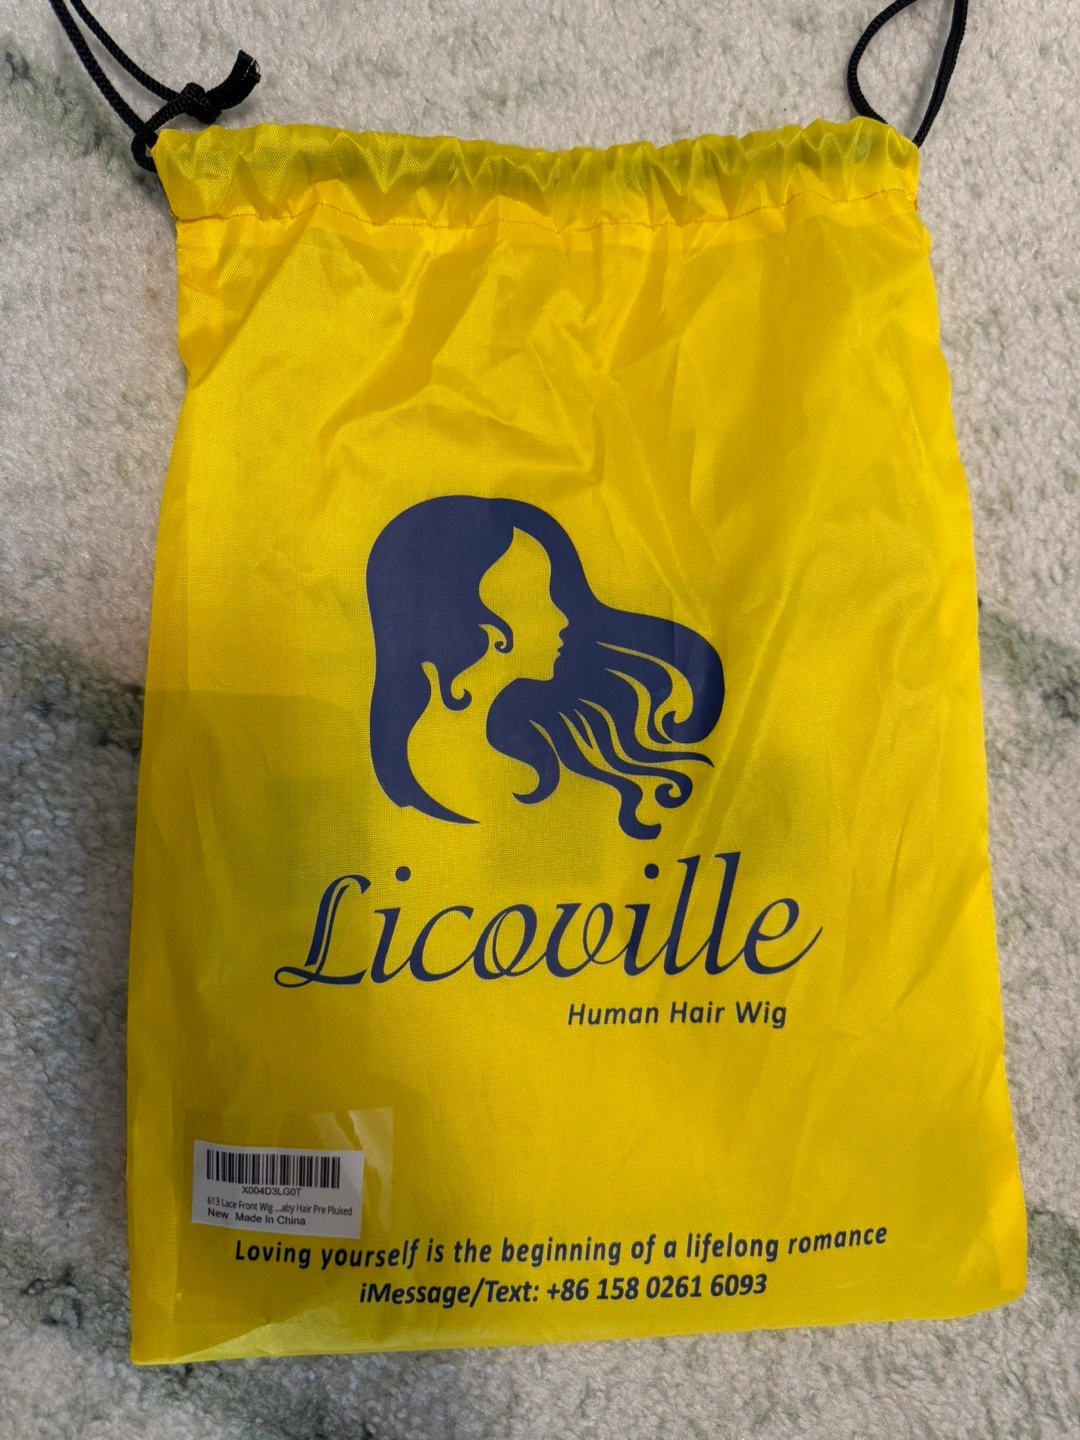 Licoville
Human Hair Wig
X004D3LG0T
613 Lace Front Wig ...aby Hair Pre Pluked
New Made In China
Loving yourself is the beginning of a lifelong romance
iMessage/Text: +86 158 0261 6093